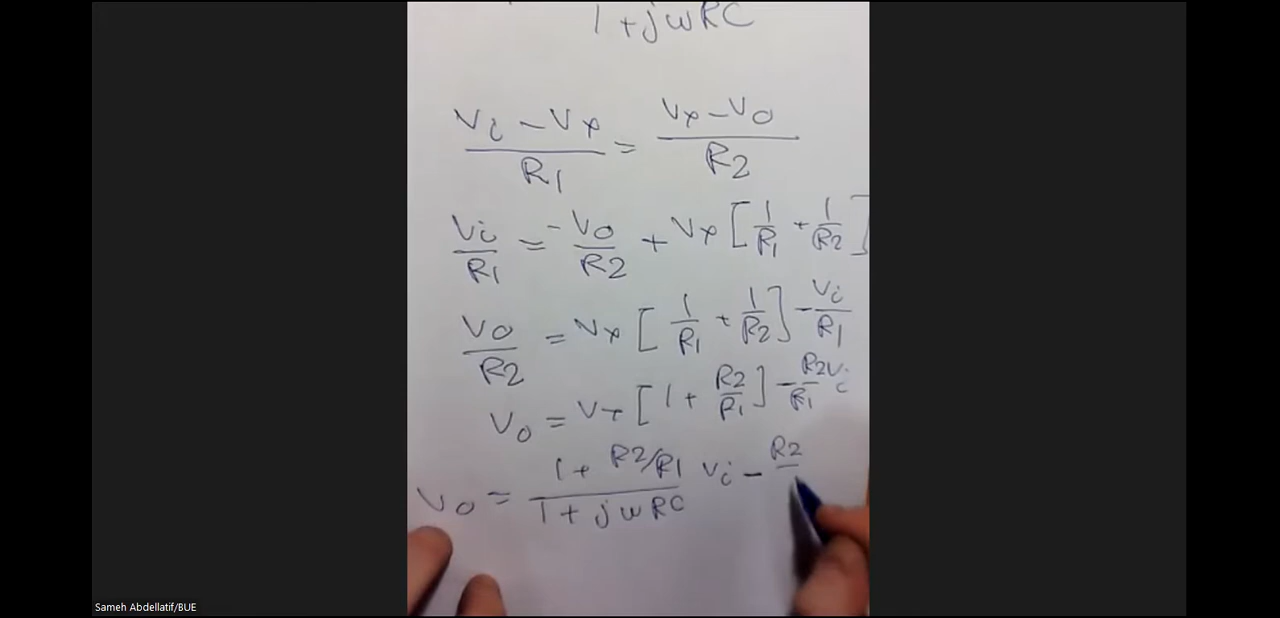 1 + jωRC
Vi - Vx / R1 = Vx - Vo / R2
Vi / R1 = - Vo / R2 + Vx [ 1 / R1 + 1 / R2 ]
Vo / R2 = Vx [ 1 / R1 + 1 / R2 ] - Vi / R1
Vo = Vx [ 1 + R2 / R1 ] - R2Vi / R1
Vo = 1 + R2/R1 / 1 + jωRC Vi - R2
Sameh Abdellatif/BUE